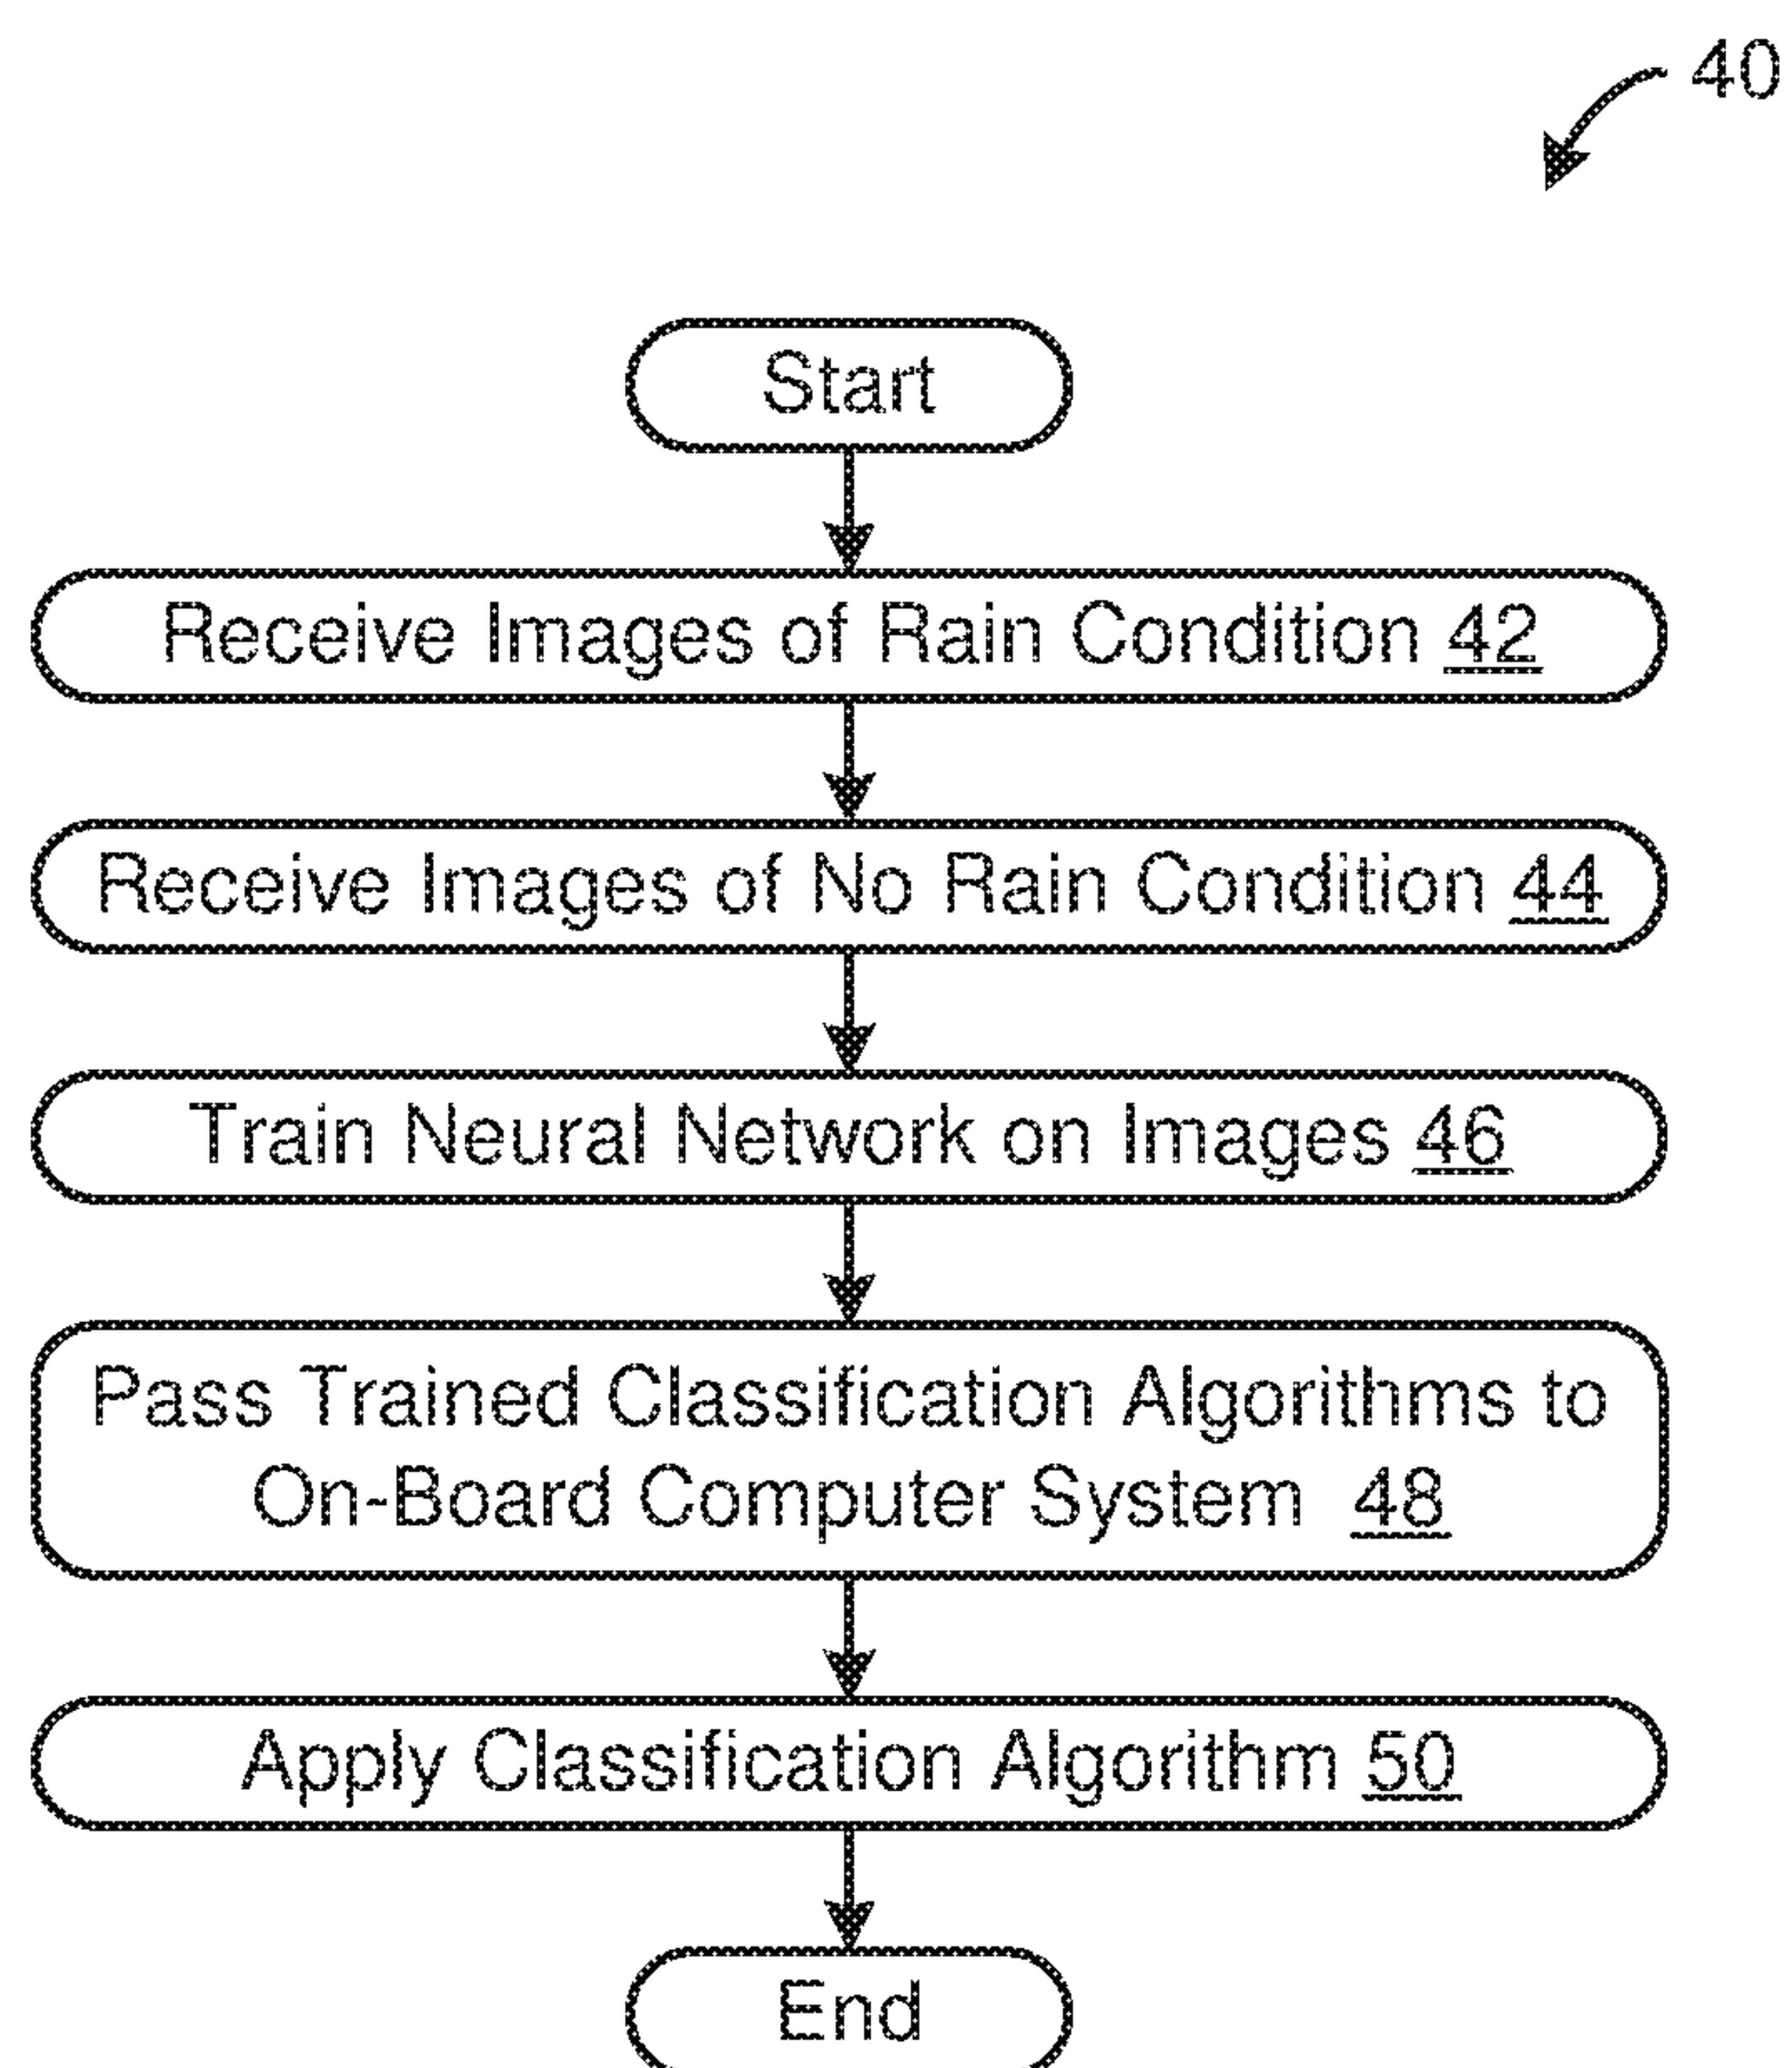 40
Start
Receive Images of Rain Condition 42
Receive Images of No Rain Condition 44
Train Neural Network on Images 46
Pass Trained Classification Algorithms to
On-Board Computer System 48
Apply Classification Algorithm 50
End